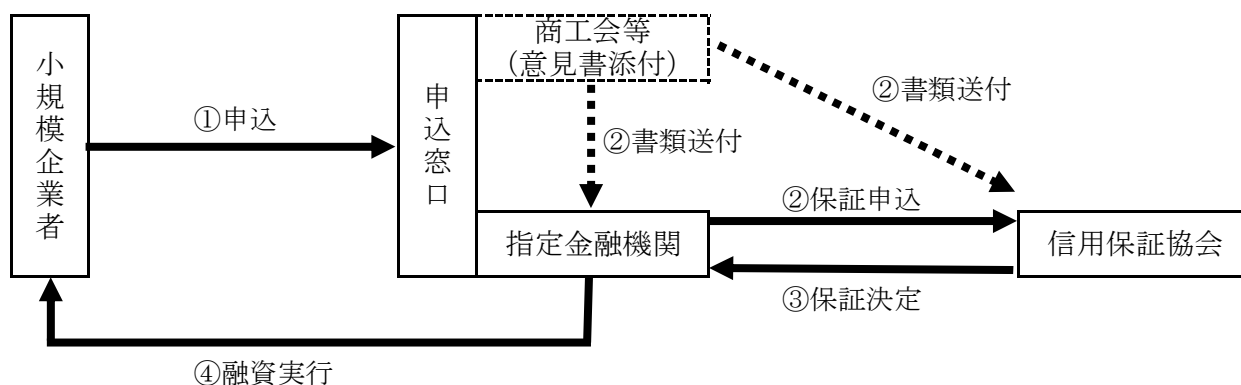 小規模企業者
①申込
申込窓口
商工会等
(意見書添付)
②書類送付
②書類送付
指定金融機関
②保証申込
③保証決定
信用保証協会
④融資実行